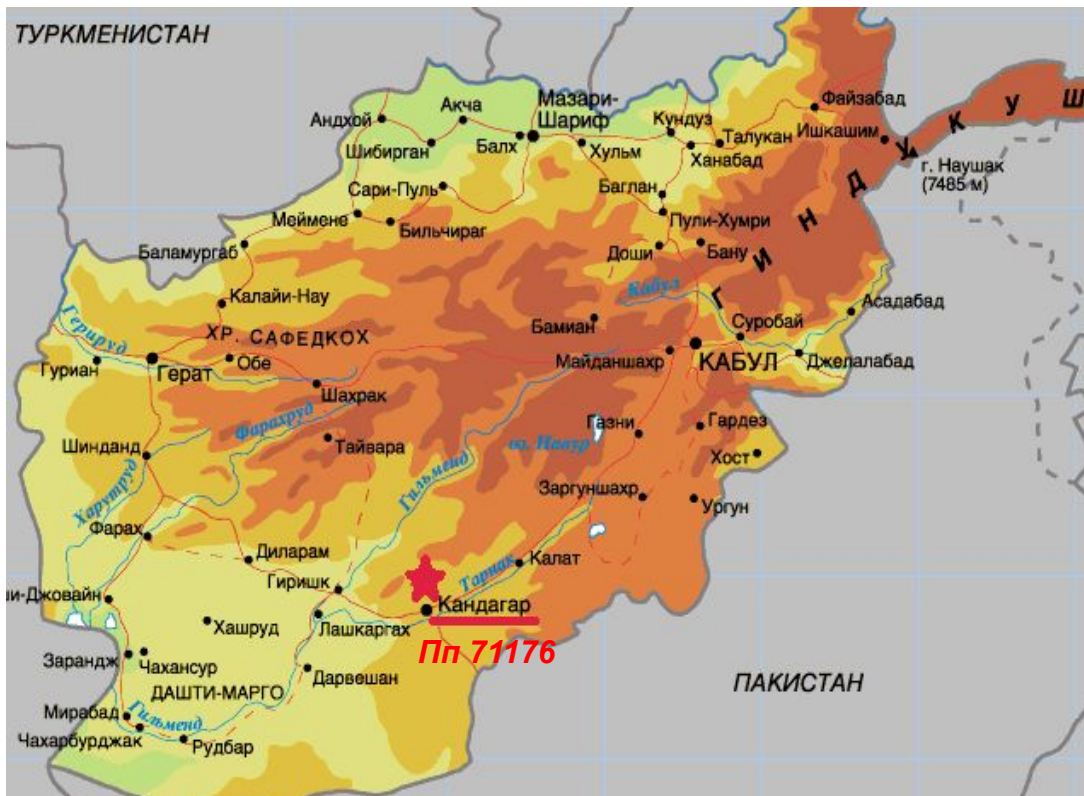 ТУРКМЕНИСТАН
Акча
Мазари-
Шариф
Андхой
Шибирган
Балх
Хульм
Кундуз
Талукан
Ханабад
Файзабад
Ишкашим
ГИНДУКУШ
г. Наушак
(7485 м)
Сари-Пуль
Меймене
Бильчираг
Баламургаб
Баглан
Пули-Хумри
Доши
Бану
Калайи-Нау
Кабул
Асадабад
Герируд
ХР. САФЕДКОХ
Бамиан
Суробай
Гуриан
Герат
Обе
Шахрак
Майданшахр
КАБУЛ
Джелалабад
Фарахруд
Тайвара
Газни
Гардез
оз. Навур
Хост
Шинданд
Харутруд
Гильменд
Заргуншахр
Ургун
Фарах
Диларам
Гиришк
Тарнак
Калат
ши-Джовайн
Хашруд
Лашкаргах
Кандагар
Пп 71176
Зарандж
Чахансур
Дарвешан
ДАШТИ-МАРГО
ПАКИСТАН
Мирабад
Гильменд
Чахарбурджак
Рудбар